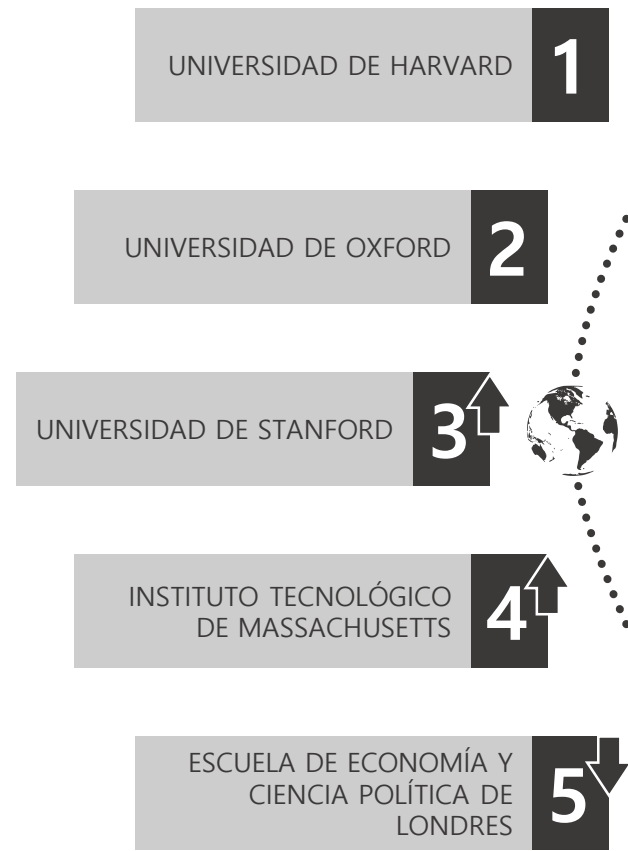 UNIVERSIDAD DE HARVARD 1
UNIVERSIDAD DE OXFORD 2
UNIVERSIDAD DE STANFORD 3
INSTITUTO TECNOLÓGICO
DE MASSACHUSETTS 4
ESCUELA DE ECONOMÍA Y
CIENCIA POLÍTICA DE
LONDRES 5